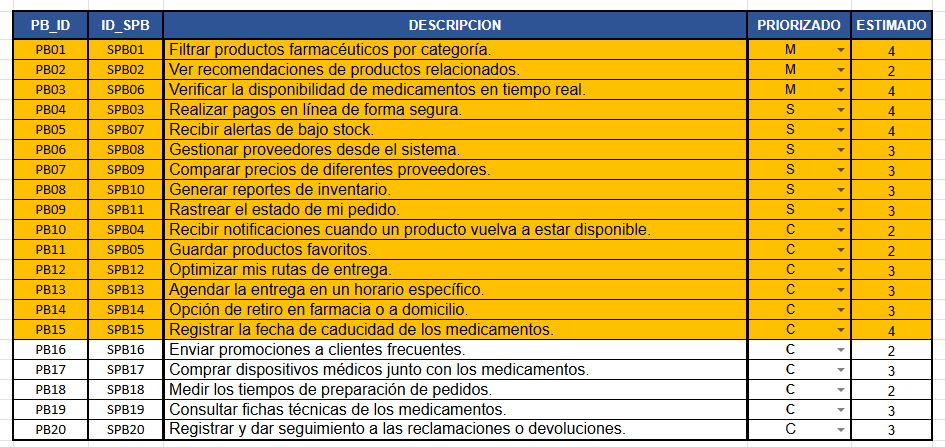 PB_ID ID_SPB DESCRIPCION PRIORIZADO ESTIMADO
PB01 SPB01 Filtrar productos farmacéuticos por categoría. M 4
PB02 SPB02 Ver recomendaciones de productos relacionados. M 2
PB03 SPB06 Verificar la disponibilidad de medicamentos en tiempo real. M 4
PB04 SPB03 Realizar pagos en línea de forma segura. S 4
PB05 SPB07 Recibir alertas de bajo stock. S 4
PB06 SPB08 Gestionar proveedores desde el sistema. S 3
PB07 SPB09 Comparar precios de diferentes proveedores. S 3
PB08 SPB10 Generar reportes de inventario. S 3
PB09 SPB11 Rastrear el estado de mi pedido. S 3
PB10 SPB04 Recibir notificaciones cuando un producto vuelva a estar disponible. C 2
PB11 SPB05 Guardar productos favoritos. C 2
PB12 SPB12 Optimizar mis rutas de entrega. C 3
PB13 SPB13 Agendar la entrega en un horario específico. C 3
PB14 SPB14 Opción de retiro en farmacia o a domicilio. C 3
PB15 SPB15 Registrar la fecha de caducidad de los medicamentos. C 4
PB16 SPB16 Enviar promociones a clientes frecuentes. C 2
PB17 SPB17 Comprar dispositivos médicos junto con los medicamentos. C 3
PB18 SPB18 Medir los tiempos de preparación de pedidos. C 2
PB19 SPB19 Consultar fichas técnicas de los medicamentos. C 3
PB20 SPB20 Registrar y dar seguimiento a las reclamaciones o devoluciones. C 3